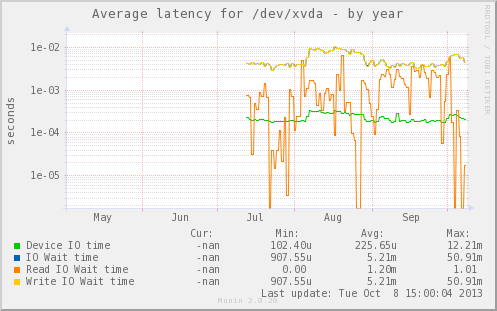 Average latency for /dev/xvda - by year
RRDTOOL / TOBI OETIKER
seconds
1e-02
1e-03
1e-04
1e-05
May Jun Jul Aug Sep
Cur: Min: Avg: Max:
Device IO time -nan 102.40u 225.65u 12.21m
IO Wait time -nan 907.55u 5.21m 50.91m
Read IO Wait time -nan 0.00 1.20m 1.01
Write IO Wait time -nan 907.55u 5.21m 50.91m
Last update: Tue Oct 8 15:00:04 2013
Munin 2.0.20